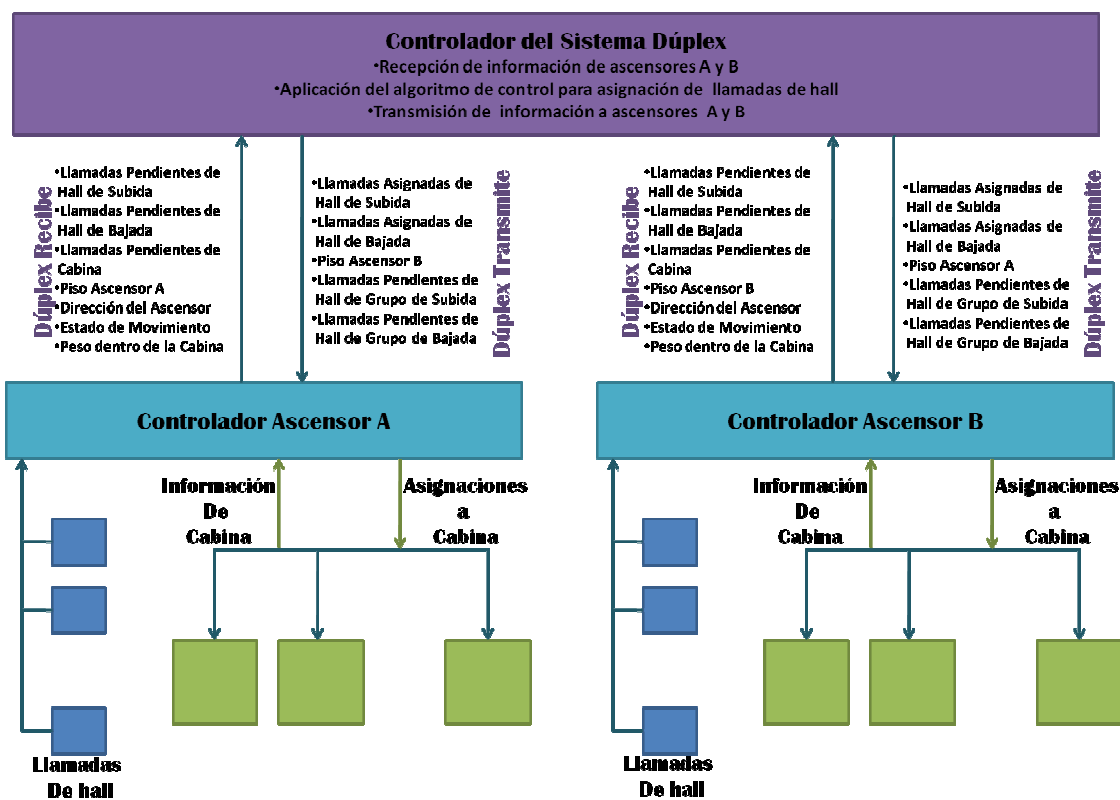 Controlador del Sistema Dúplex
•Recepción de información de ascensores A y B
•Aplicación del algoritmo de control para asignación de llamadas de hall
•Transmisión de información a ascensores A y B
Dúplex Recibe
•Llamadas Pendientes de
Hall de Subida
•Llamadas Pendientes de
Hall de Bajada
•Llamadas Pendientes de
Cabina
•Piso Ascensor A
•Dirección del Ascensor
•Estado de Movimiento
•Peso dentro de la Cabina
•Llamadas Asignadas de
Hall de Subida
•Llamadas Asignadas de
Hall de Bajada
•Piso Ascensor B
•Llamadas Pendientes de
Hall de Grupo de Subida
•Llamadas Pendientes de
Hall de Grupo de Bajada
Dúplex Transmite
Dúplex Recibe
•Llamadas Pendientes de
Hall de Subida
•Llamadas Pendientes de
Hall de Bajada
•Llamadas Pendientes de
Cabina
•Piso Ascensor B
•Dirección del Ascensor
•Estado de Movimiento
•Peso dentro de la Cabina
•Llamadas Asignadas de
Hall de Subida
•Llamadas Asignadas de
Hall de Bajada
•Piso Ascensor A
•Llamadas Pendientes de
Hall de Grupo de Subida
•Llamadas Pendientes de
Hall de Grupo de Bajada
Dúplex Transmite
Controlador Ascensor A
Controlador Ascensor B
Información
De
Cabina
Asignaciones
a
Cabina
Información
De
Cabina
Asignaciones
a
Cabina
Llamadas
De hall
Llamadas
De hall